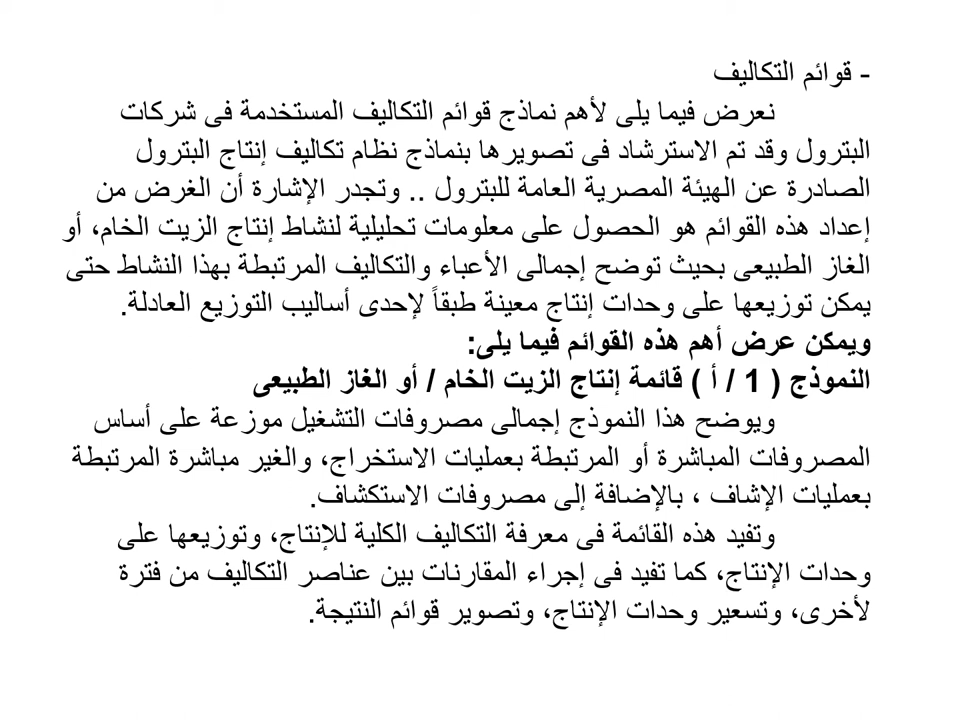 - قوائم التكاليف
نعرض فيما يلى لأهم نماذج قوائم التكاليف المستخدمة فى شركات
البترول وقد تم الاسترشاد فى تصويرها بنماذج نظام تكاليف إنتاج البترول
الصادرة عن الهيئة المصرية العامة للبترول .. وتجدر الإشارة أن الغرض من
إعداد هذه القوائم هو الحصول على معلومات تحليلية لنشاط إنتاج الزيت الخام، أو
الغاز الطبيعى بحيث توضح إجمالى الأعباء والتكاليف المرتبطة بهذا النشاط حتى
يمكن توزيعها على وحدات إنتاج معينة طبقاً لإحدى أساليب التوزيع العادلة.
ويمكن عرض أهم هذه القوائم فيما يلى:
النموذج ( 1 / أ ) قائمة إنتاج الزيت الخام / أو الغاز الطبيعى
ويوضح هذا النموذج إجمالى مصروفات التشغيل موزعة على أساس
المصروفات المباشرة أو المرتبطة بعمليات الاستخراج، والغير مباشرة المرتبطة
بعمليات الإشاف ، بالإضافة إلى مصروفات الاستكشاف.
وتفيد هذه القائمة فى معرفة التكاليف الكلية للإنتاج، وتوزيعها على
وحدات الإنتاج، كما تفيد فى إجراء المقارنات بين عناصر التكاليف من فترة
لأخرى، وتسعير وحدات الإنتاج، وتصوير قوائم النتيجة.